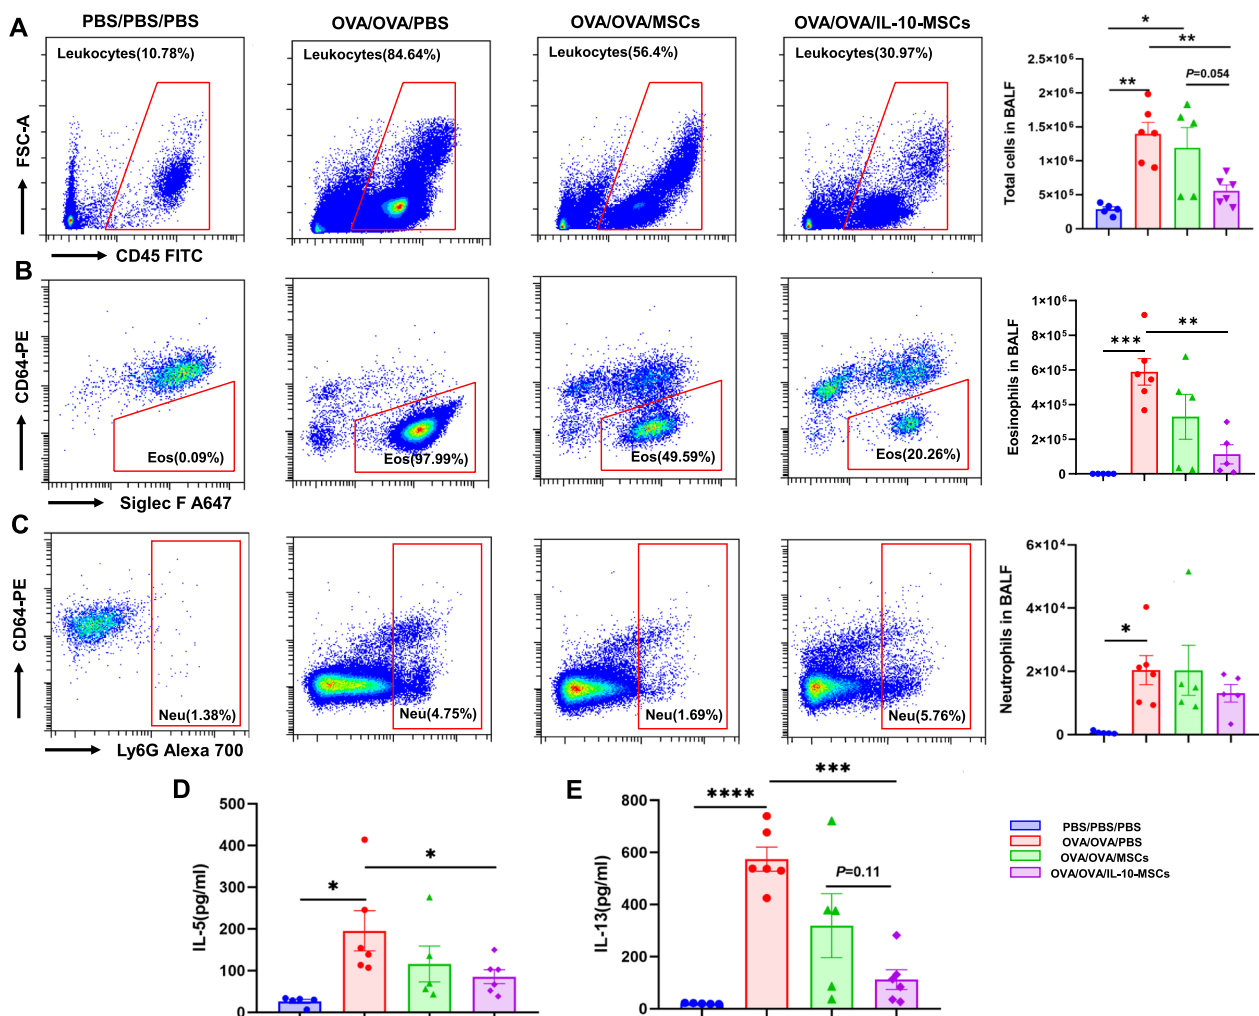 A
PBS/PBS/PBS
OVA/OVA/PBS
OVA/OVA/MSCs
OVA/OVA/IL-10-MSCs
Leukocytes(10.78%)
Leukocytes(84.64%)
Leukocytes(56.4%)
Leukocytes(30.97%)
FSC-A
CD45 FITC
Total cells in BALF
2.5×10⁶
2×10⁶
1.5×10⁶
1×10⁶
5×10⁵
0
*
**
**
P=0.054
B
CD64-PE
Siglec F A647
Eos(0.09%)
Eos(97.99%)
Eos(49.59%)
Eos(20.26%)
Eosinophils in BALF
1×10⁶
8×10⁵
6×10⁵
4×10⁵
2×10⁵
0
***
**
C
CD64-PE
Ly6G Alexa 700
Neu(1.38%)
Neu(4.75%)
Neu(1.69%)
Neu(5.76%)
Neutrophils in BALF
6×10⁴
4×10⁴
2×10⁴
0
*
D
IL-5(pg/ml)
500
400
300
200
100
0
*
*
E
IL-13(pg/ml)
800
600
400
200
0
****
***
P=0.11
PBS/PBS/PBS
OVA/OVA/PBS
OVA/OVA/MSCs
OVA/OVA/IL-10-MSCs